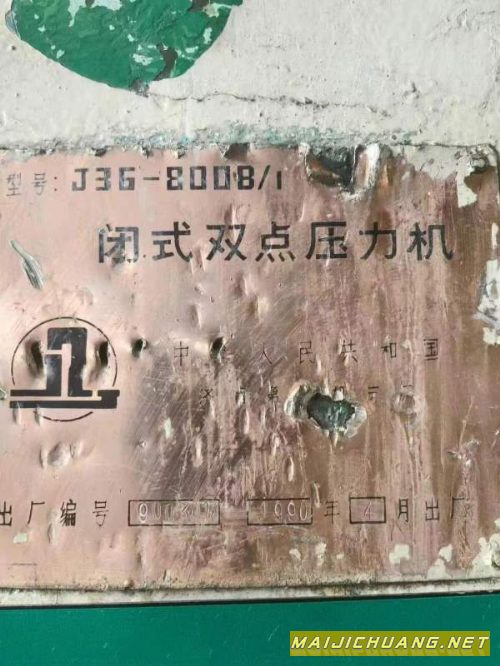 型号: J36-800B/1
闭式双点压力机
中 人民共和国
出厂编号 1990 年 4 月出厂
MAIJICHUANG.NET